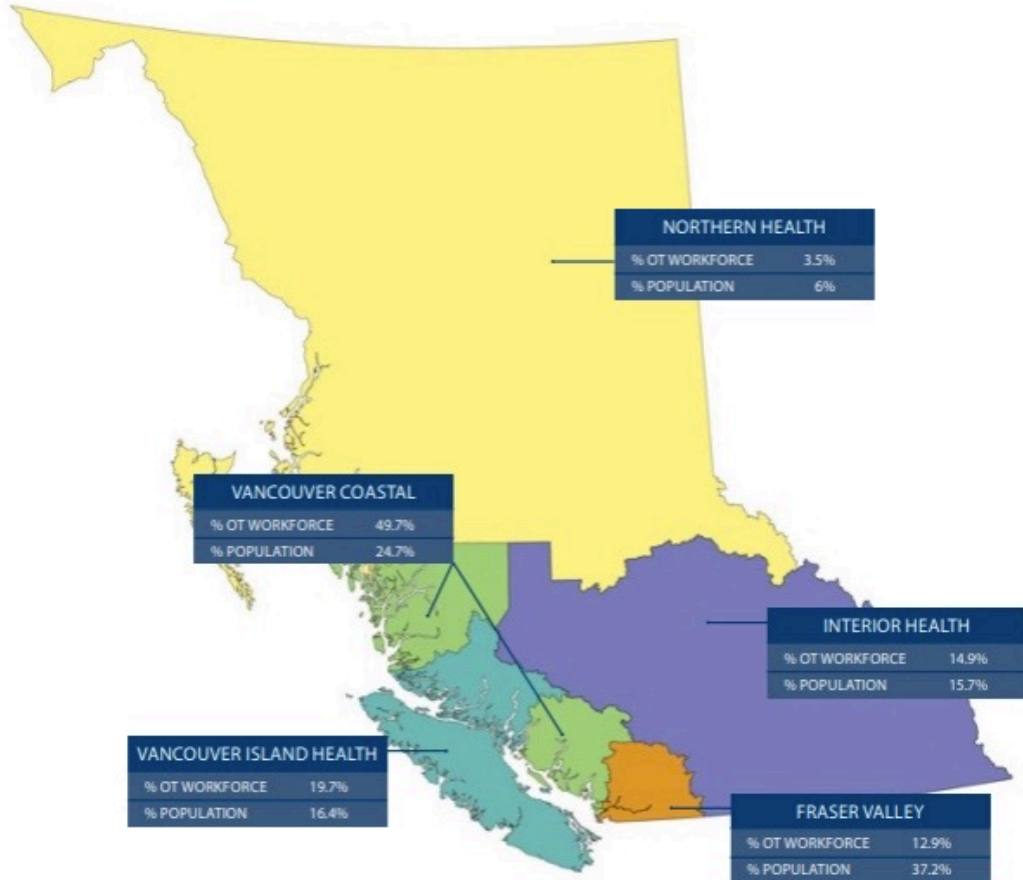 NORTHERN HEALTH
% OT WORKFORCE 3.5%
% POPULATION 6%
VANCOUVER COASTAL
% OT WORKFORCE 49.7%
% POPULATION 24.7%
INTERIOR HEALTH
% OT WORKFORCE 14.9%
% POPULATION 15.7%
VANCOUVER ISLAND HEALTH
% OT WORKFORCE 19.7%
% POPULATION 16.4%
FRASER VALLEY
% OT WORKFORCE 12.9%
% POPULATION 37.2%